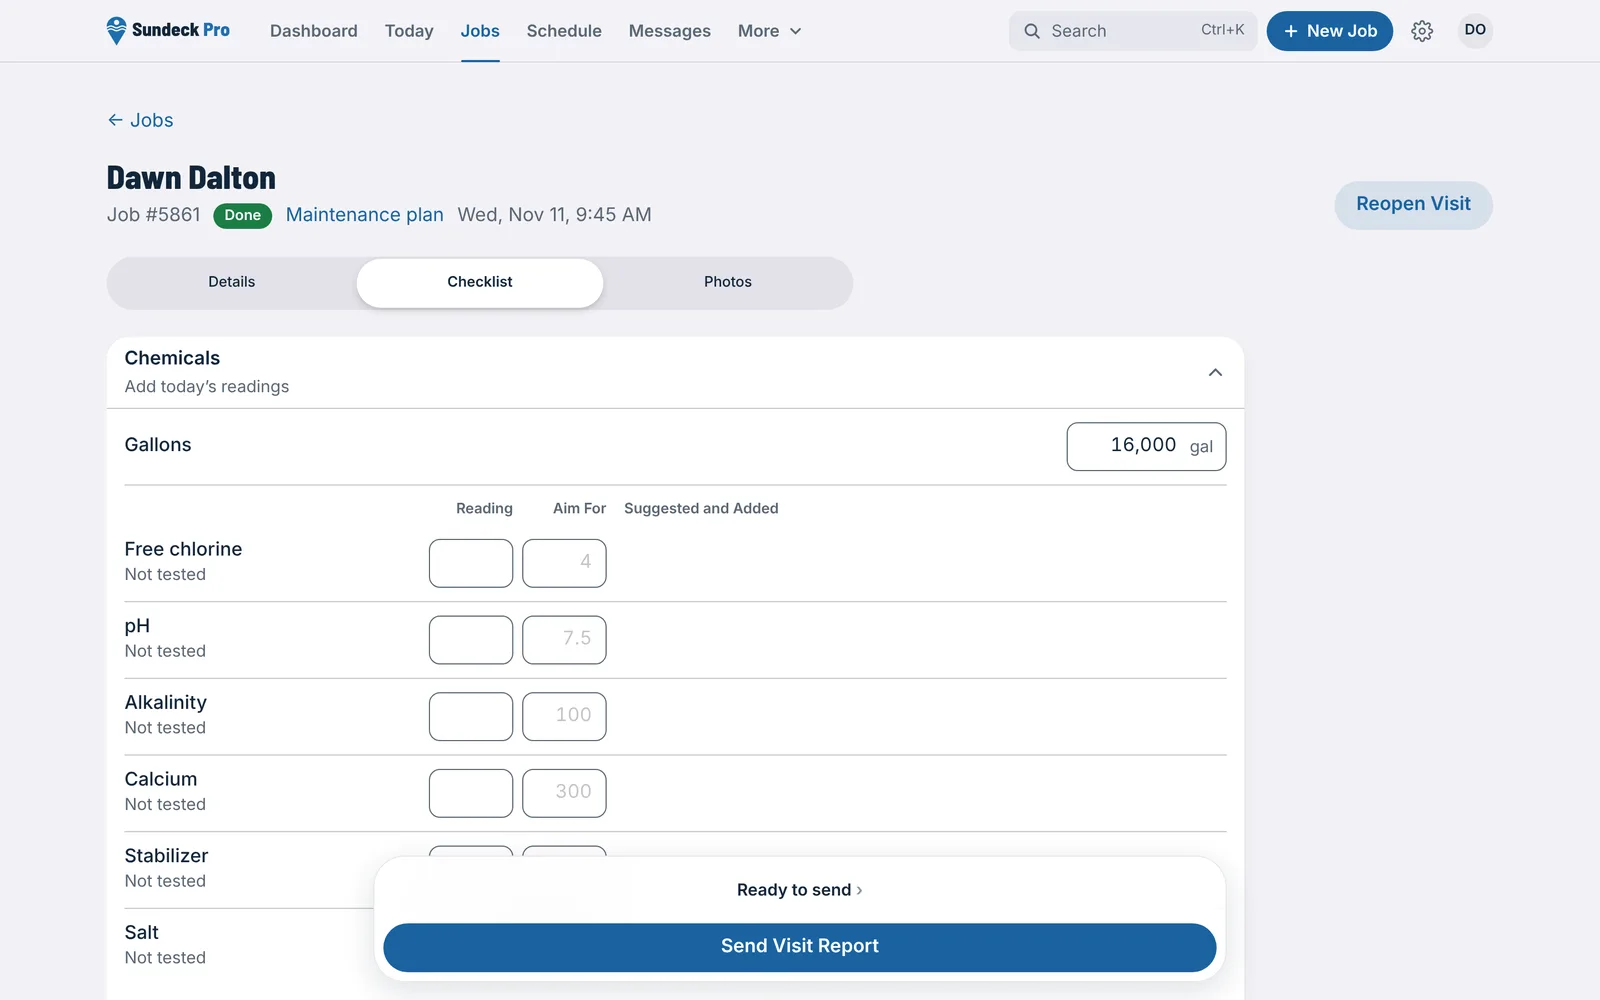 Sundeck Pro Dashboard Today Jobs Schedule Messages More Search Ctrl+K + New Job DO
← Jobs
Dawn Dalton
Job #5861 Done Maintenance plan Wed, Nov 11, 9:45 AM
Reopen Visit
Details Checklist Photos
Chemicals
Add today’s readings
Gallons 16,000 gal
Reading Aim For Suggested and Added
Free chlorine 4
Not tested
pH 7.5
Not tested
Alkalinity 100
Not tested
Calcium 300
Not tested
Stabilizer
Not tested
Salt
Not tested
Ready to send ›
Send Visit Report